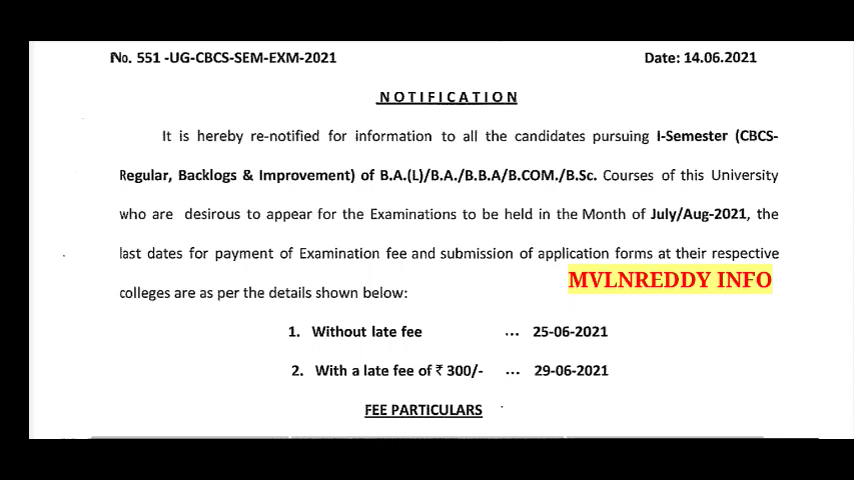 No. 551 -UG-CBCS-SEM-EXM-2021 Date: 14.06.2021
NOTIFICATION
It is hereby re-notified for information to all the candidates pursuing I-Semester (CBCS-
Regular, Backlogs & Improvement) of B.A.(L)/B.A./B.B.A/B.COM./B.Sc. Courses of this University
who are desirous to appear for the Examinations to be held in the Month of July/Aug-2021, the
last dates for payment of Examination fee and submission of application forms at their respective
MVLNREDDY INFO
colleges are as per the details shown below:
1. Without late fee ... 25-06-2021
2. With a late fee of ₹ 300/- ... 29-06-2021
FEE PARTICULARS